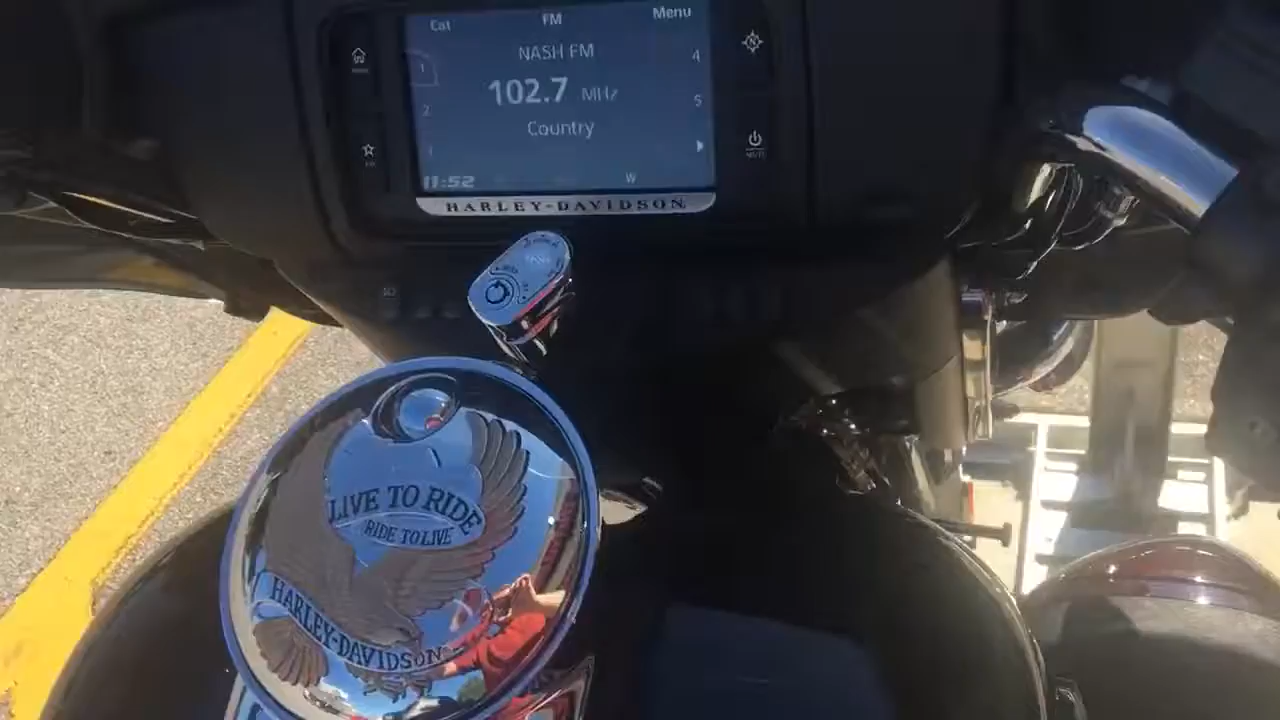 Cat FM Menu
NASH FM
1 4
102.7 MHz
2 5
Country
11:52 W
HARLEY-DAVIDSON
LIVE TO RIDE
RIDE TO LIVE
HARLEY-DAVIDSON